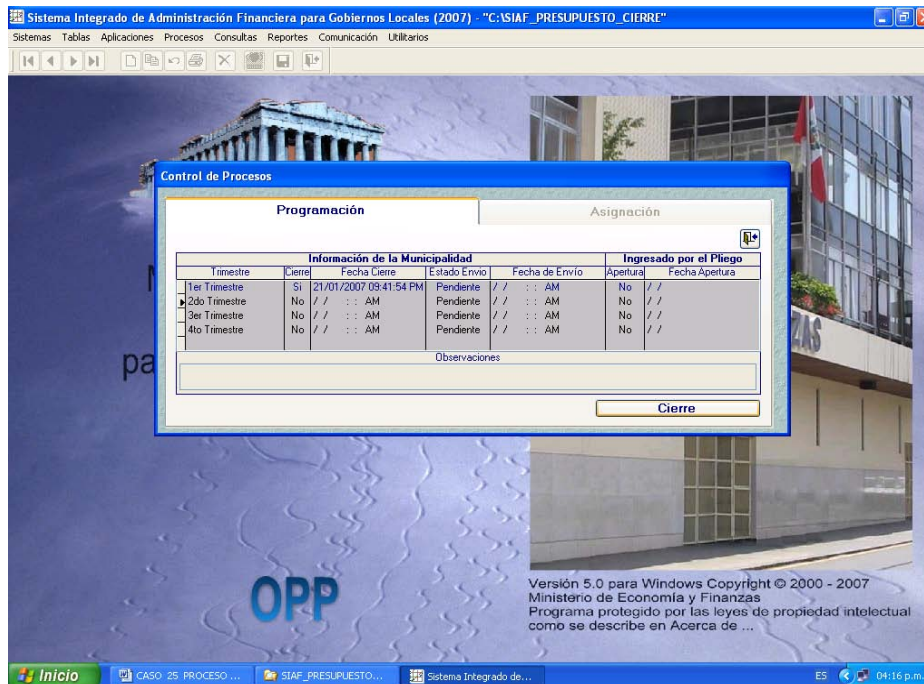 Sistema Integrado de Administración Financiera para Gobiernos Locales (2007) - "C:\SIAF_PRESUPUESTO_CIERRE"
Sistemas Tablas Aplicaciones Procesos Consultas Reportes Comunicación Utilitarios
Control de Procesos
Programación Asignación
Información de la Municipalidad Ingresado por el Pliego
Trimestre Cierre Fecha Cierre Estado Envio Fecha de Envío Apertura Fecha Apertura
1er Trimestre Si 21/01/2007 09:41:54 PM Pendiente / / : : AM No / /
2do Trimestre No / / : : AM Pendiente / / : : AM No / /
3er Trimestre No / / : : AM Pendiente / / : : AM No / /
4to Trimestre No / / : : AM Pendiente / / : : AM No / /
Observaciones
Cierre
pa
OPP
Versión 5.0 para Windows Copyright © 2000 - 2007
Ministerio de Economía y Finanzas
Programa protegido por las leyes de propiedad intelectual
como se describe en Acerca de ...
Inicio CASO 25 PROCESO ... SIAF_PRESUPUESTO... Sistema Integrado de... ES 04:16 p.m.